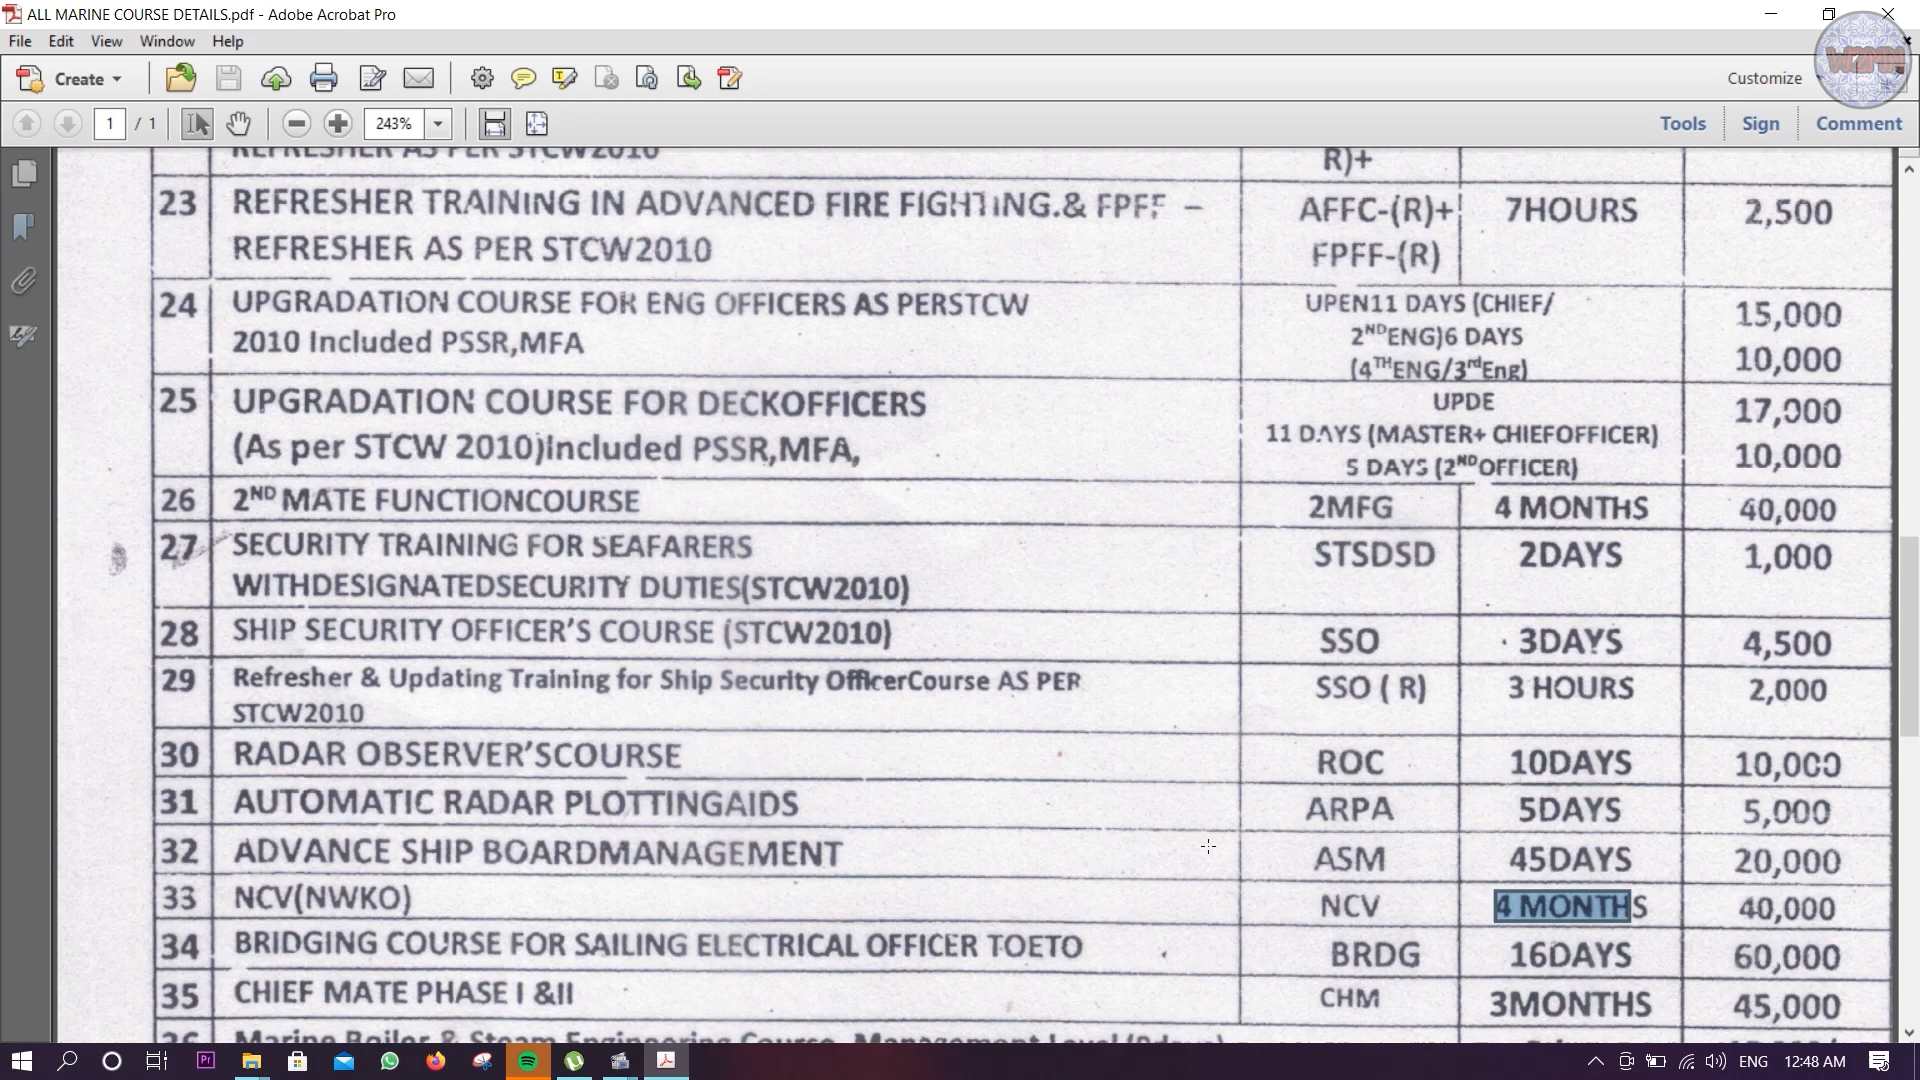 ALL MARINE COURSE DETAILS.pdf - Adobe Acrobat Pro
File Edit View Window Help
Create Customize
1 / 1 243% Tools Sign Comment
REFRESHER AS PER STCW2010 R)+
23 REFRESHER TRAINING IN ADVANCED FIRE FIGHTING.& FPFF – AFFC-(R)+ 7HOURS 2,500
REFRESHER AS PER STCW2010 FPFF-(R)
24 UPGRADATION COURSE FOR ENG OFFICERS AS PERSTCW UPEN11 DAYS (CHIEF/ 15,000
2010 Included PSSR,MFA 2NDENG)6 DAYS 10,000
(4THENG/3rdEng)
25 UPGRADATION COURSE FOR DECKOFFICERS UPDE 17,000
(As per STCW 2010)Included PSSR,MFA, 11 DAYS (MASTER+ CHIEFOFFICER) 10,000
5 DAYS (2NDOFFICER)
26 2ND MATE FUNCTIONCOURSE 2MFG 4 MONTHS 40,000
27 SECURITY TRAINING FOR SEAFARERS STSDSD 2DAYS 1,000
WITHDESIGNATEDSECURITY DUTIES(STCW2010)
28 SHIP SECURITY OFFICER'S COURSE (STCW2010) SSO 3DAYS 4,500
29 Refresher & Updating Training for Ship Security OfficerCourse AS PER SSO ( R) 3 HOURS 2,000
STCW2010
30 RADAR OBSERVER'SCOURSE ROC 10DAYS 10,000
31 AUTOMATIC RADAR PLOTTINGAIDS ARPA 5DAYS 5,000
32 ADVANCE SHIP BOARDMANAGEMENT ASM 45DAYS 20,000
33 NCV(NWKO) NCV 4 MONTHS 40,000
34 BRIDGING COURSE FOR SAILING ELECTRICAL OFFICER TOETO BRDG 16DAYS 60,000
35 CHIEF MATE PHASE I &II CHM 3MONTHS 45,000
36 Marine Boiler & Steam Engineering Course
ENG 12:48 AM